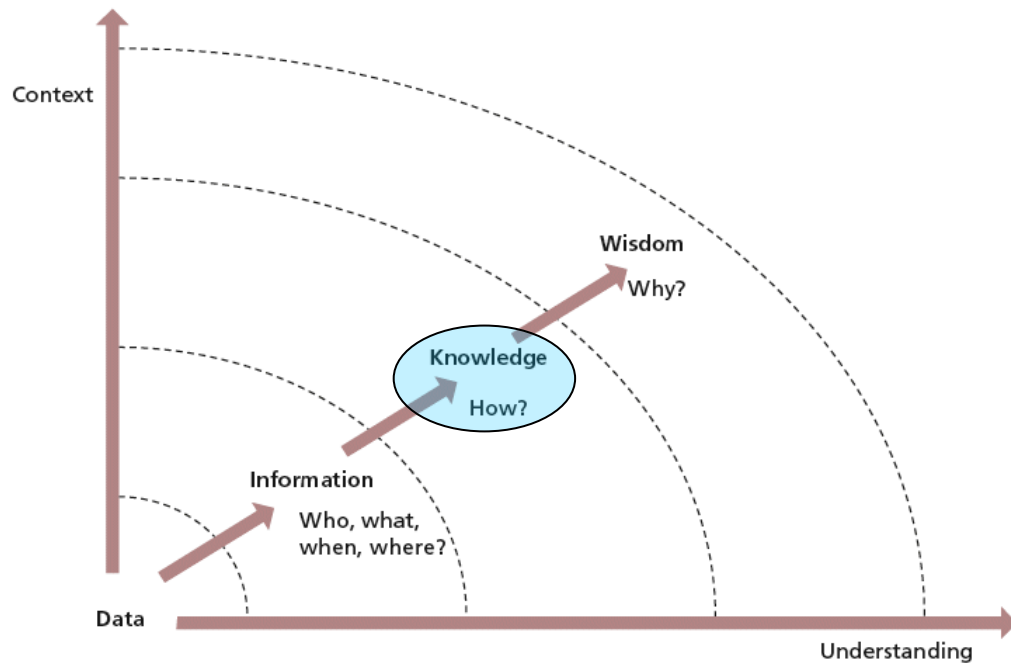 Context
Wisdom
Why?
Knowledge
How?
Information
Who, what,
when, where?
Data
Understanding